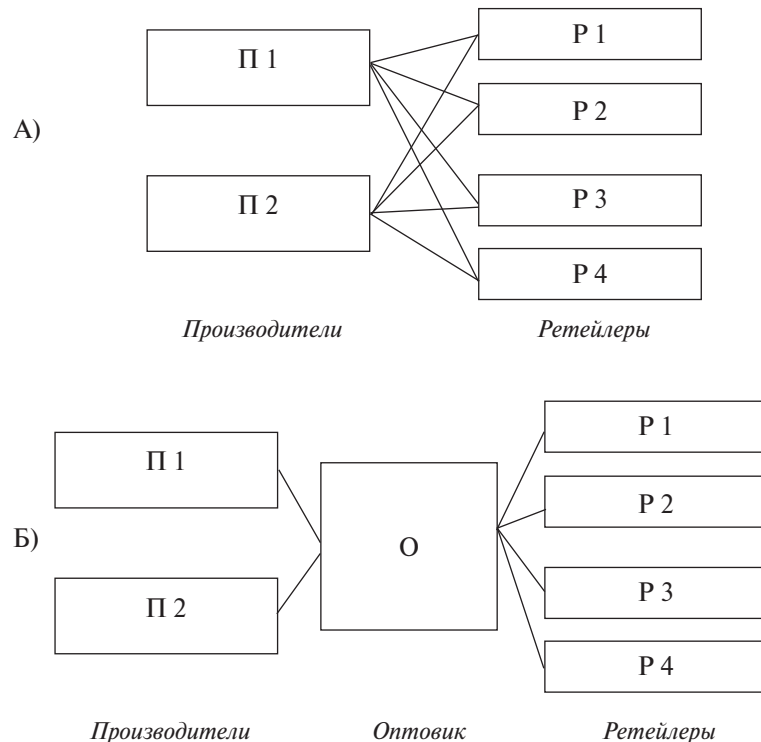 П 1
Р 1
Р 2
А)
П 2
Р 3
Р 4
Производители
Ретейлеры
П 1
Р 1
Р 2
Б)
О
П 2
Р 3
Р 4
Производители
Оптовик
Ретейлеры